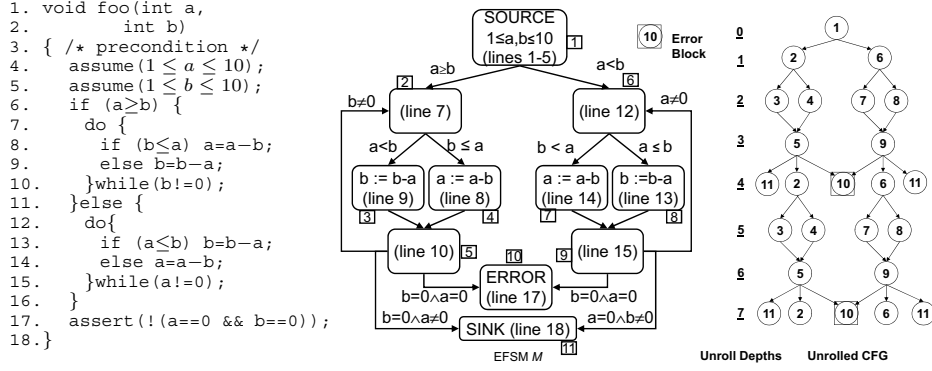 1. void foo(int a,
2. int b)
3. { /* precondition */
4. assume(1 ≤ a ≤ 10);
5. assume(1 ≤ b ≤ 10);
6. if (a≥b) {
7. do {
8. if (b≤a) a=a−b;
9. else b=b−a;
10. }while(b!=0);
11. }else {
12. do{
13. if (a≤b) b=b−a;
14. else a=a−b;
15. }while(a!=0);
16. }
17. assert(!(a==0 && b==0));
18.}
SOURCE
1≤a,b≤10
(lines 1-5)
1
a≥b
a<b
2
6
b≠0
(line 7)
(line 12)
a≠0
a<b
b ≤ a
b < a
a ≤ b
b := b-a
(line 9)
a := a-b
(line 8)
a := a-b
(line 14)
b :=b-a
(line 13)
3
4
7
8
(line 10)
5
10
9
(line 15)
ERROR
(line 17)
b=0∧a=0
b=0∧a=0
b=0∧a≠0
a=0∧b≠0
SINK (line 18)
11
EFSM M
10
Error
Block
0
1
1
2
6
2
3
4
7
8
3
5
9
4
11
2
10
6
11
5
3
4
7
8
6
5
9
7
11
2
10
6
11
Unroll Depths
Unrolled CFG